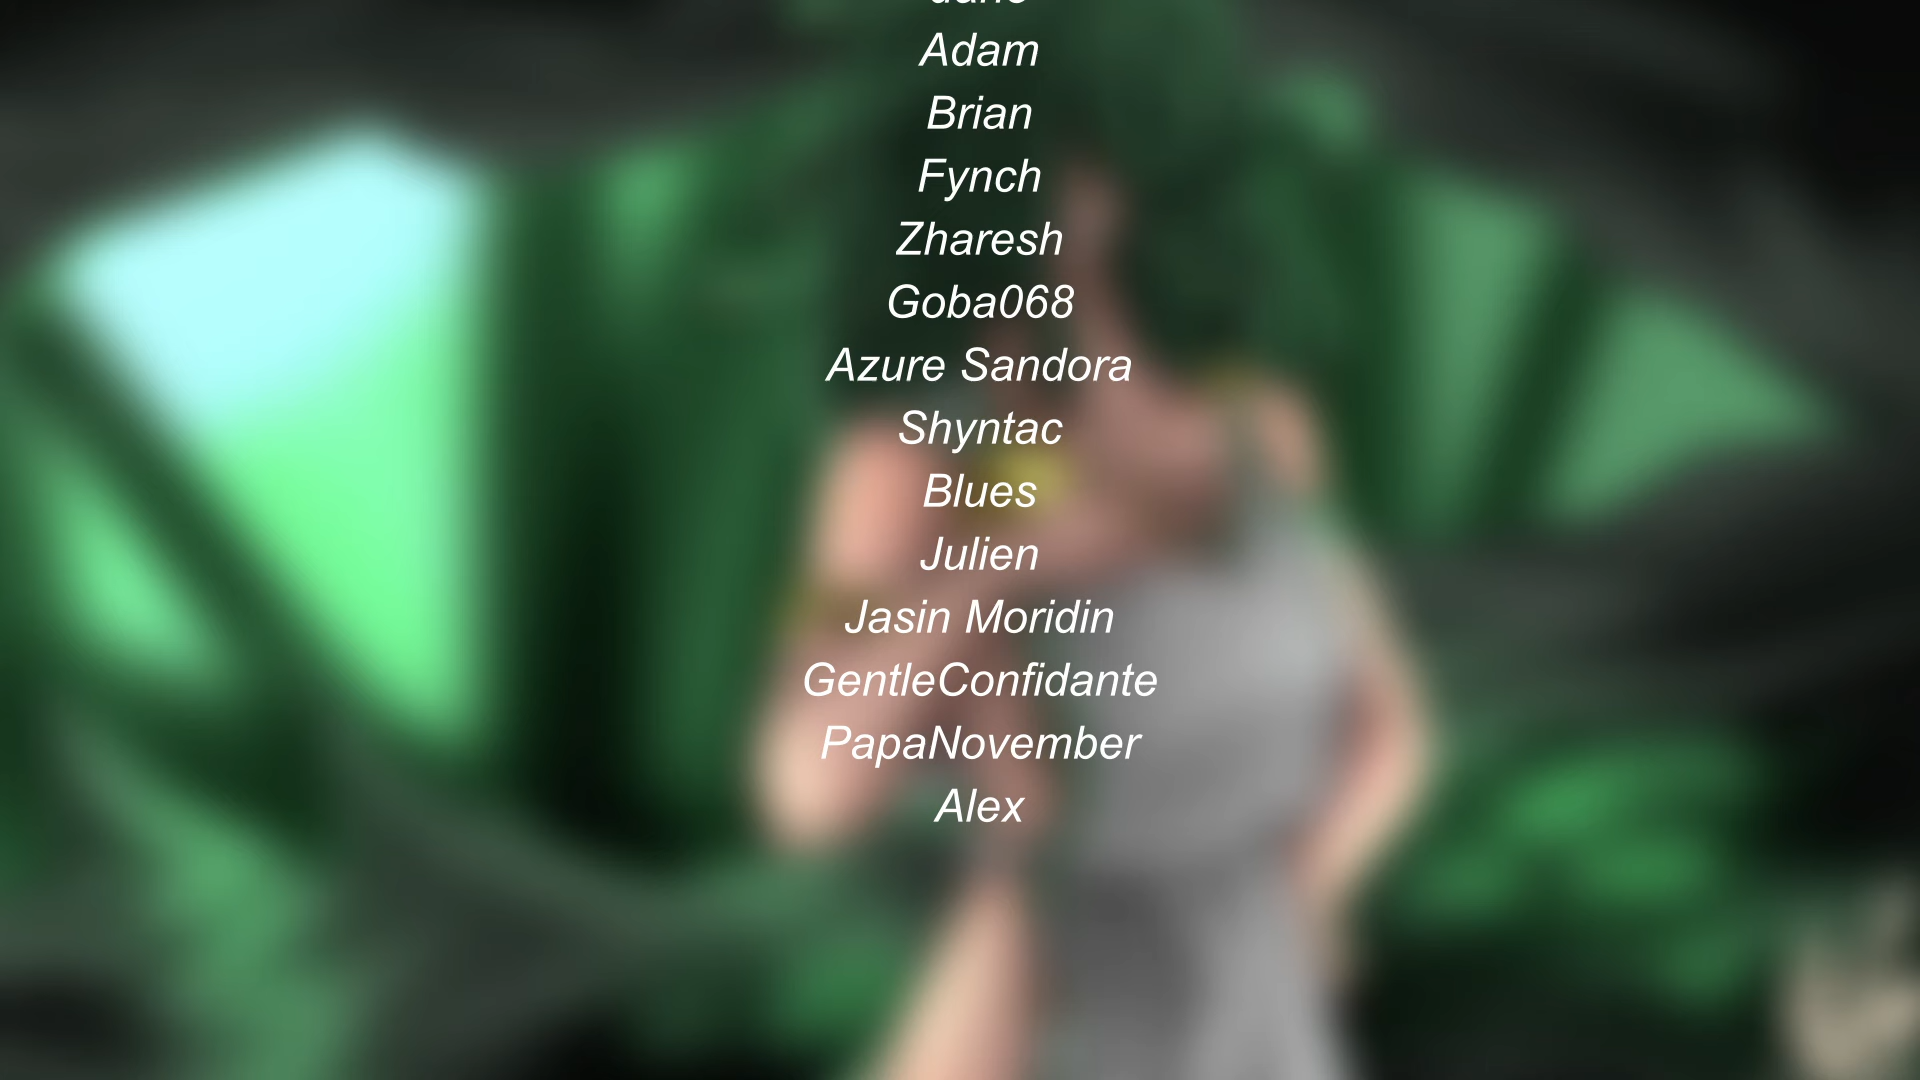 Adam
Brian
Fynch
Zharesh
Goba068
Azure Sandora
Shyntac
Blues
Julien
Jasin Moridin
GentleConfidante
PapaNovember
Alex